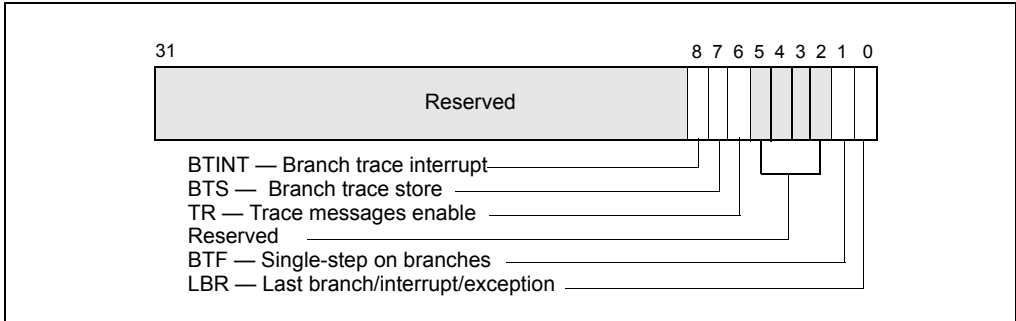 31 8 7 6 5 4 3 2 1 0
Reserved
BTINT — Branch trace interrupt
BTS — Branch trace store
TR — Trace messages enable
Reserved
BTF — Single-step on branches
LBR — Last branch/interrupt/exception